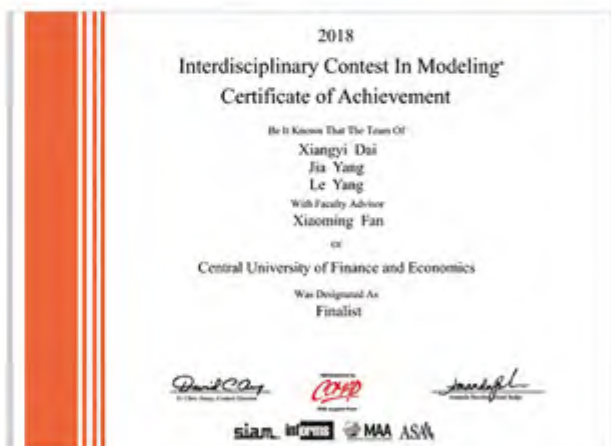 2018
Interdisciplinary Contest In Modeling
Certificate of Achievement
Be It Known That The Team Of
Xiangyi Dai
Jia Yang
Le Yang
With Faculty Advisor
Xiaoming Fan
Central University of Finance and Economics
Was Designated As
Finalist
COMAP
siam. informs MAA ASA